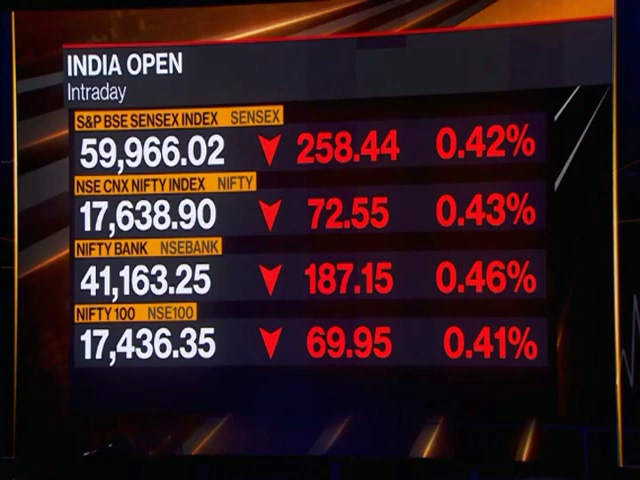 INDIA OPEN
Intraday
S&P BSE SENSEX INDEX SENSEX
59,966.02 258.44 0.42%
NSE CNX NIFTY INDEX NIFTY
17,638.90 72.55 0.43%
NIFTY BANK NSEBANK
41,163.25 187.15 0.46%
NIFTY 100 NSE100
17,436.35 69.95 0.41%